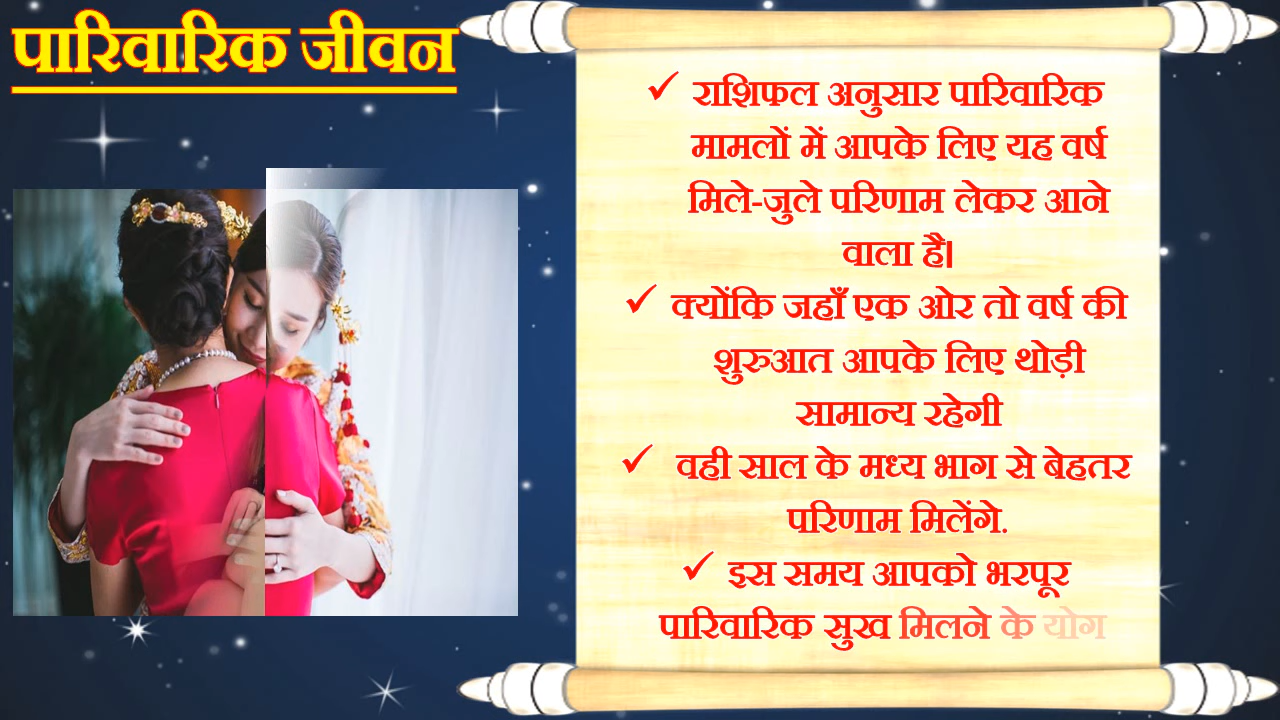 पारिवारिक जीवन
✓ राशिफल अनुसार पारिवारिक
मामलों में आपके लिए यह वर्ष
मिले-जुले परिणाम लेकर आने
वाला है।
✓ क्योंकि जहाँ एक ओर तो वर्ष की
शुरुआत आपके लिए थोड़ी
सामान्य रहेगी
✓ वही साल के मध्य भाग से बेहतर
परिणाम मिलेंगे.
✓ इस समय आपको भरपूर
पारिवारिक सुख मिलने के योग